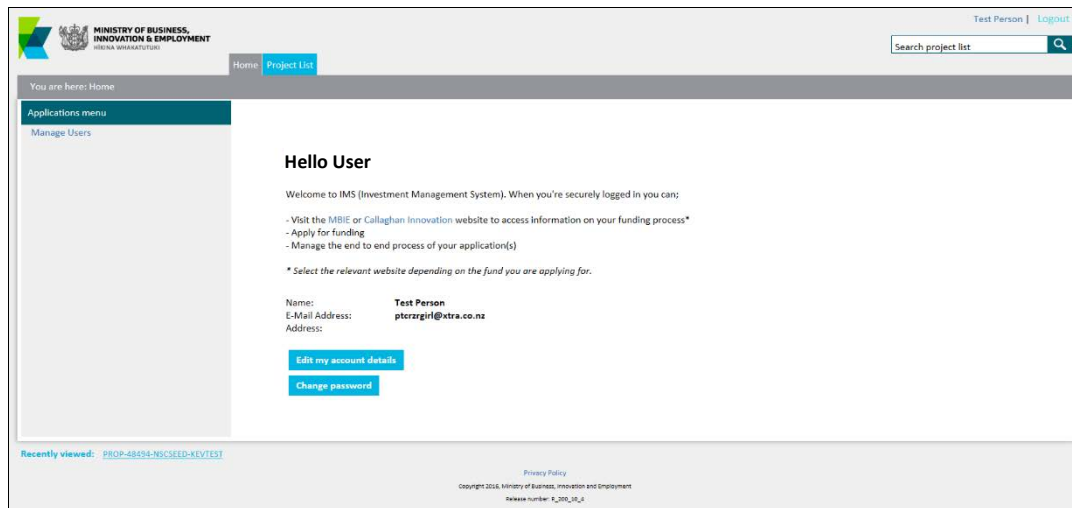 Test Person | Logout
MINISTRY OF BUSINESS,
INNOVATION & EMPLOYMENT
HĪKINA WHAKATUTUKI
Search project list
Home Project List
You are here: Home
Applications menu
Manage Users
Hello User
Welcome to IMS (Investment Management System). When you're securely logged in you can;
- Visit the MBIE or Callaghan Innovation website to access information on your funding process*
- Apply for funding
- Manage the end to end process of your application(s)
* Select the relevant website depending on the fund you are applying for.
Name: Test Person
E-Mail Address: ptcrzrgirl@xtra.co.nz
Address:
Edit my account details
Change password
Recently viewed: PROP-48494-NSCSEED-KEVTEST
Privacy Policy
Copyright 2016, Ministry of Business, Innovation and Employment
Release number: R_200_16_4